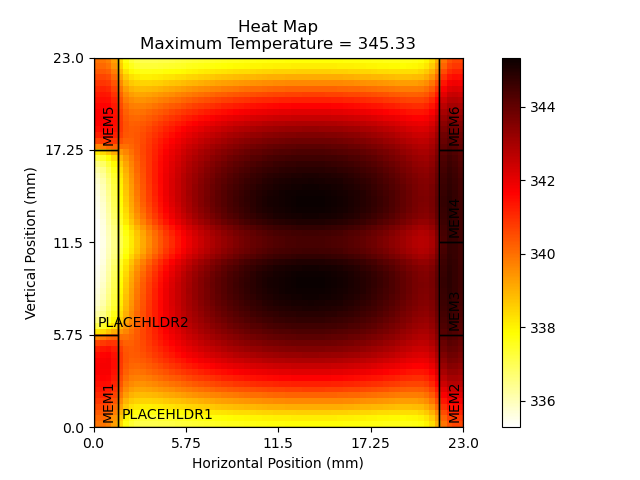 Heat Map
Maximum Temperature = 345.33
23.0
17.25
11.5
5.75
0.0
Vertical Position (mm)
MEM5
MEM6
MEM4
MEM3
PLACEHLDR2
MEM1
PLACEHLDR1
MEM2
0.0
5.75
11.5
17.25
23.0
Horizontal Position (mm)
344
342
340
338
336